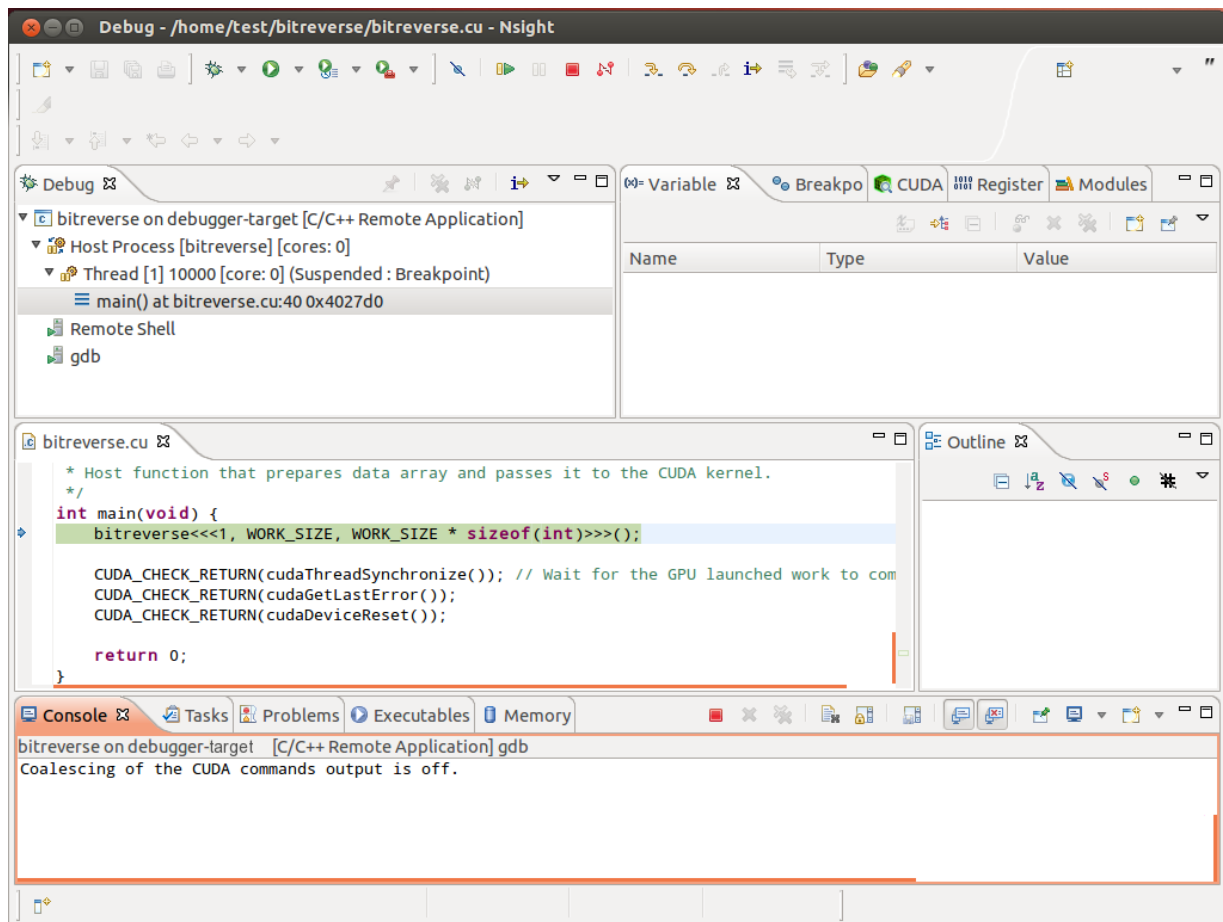 Debug - /home/test/bitreverse/bitreverse.cu - Nsight
"
Debug
(x)= Variable
Breakpo
CUDA
1010 0101 Register
Modules
bitreverse on debugger-target [C/C++ Remote Application]
Host Process [bitreverse] [cores: 0]
Thread [1] 10000 [core: 0] (Suspended : Breakpoint)
main() at bitreverse.cu:40 0x4027d0
Remote Shell
gdb
Name Type Value
bitreverse.cu
Outline
* Host function that prepares data array and passes it to the CUDA kernel.
*/
int main(void) {
bitreverse<<<1, WORK_SIZE, WORK_SIZE * sizeof(int)>>>();
CUDA_CHECK_RETURN(cudaThreadSynchronize()); // Wait for the GPU launched work to com
CUDA_CHECK_RETURN(cudaGetLastError());
CUDA_CHECK_RETURN(cudaDeviceReset());
return 0;
}
Console Tasks Problems Executables Memory
bitreverse on debugger-target [C/C++ Remote Application] gdb
Coalescing of the CUDA commands output is off.